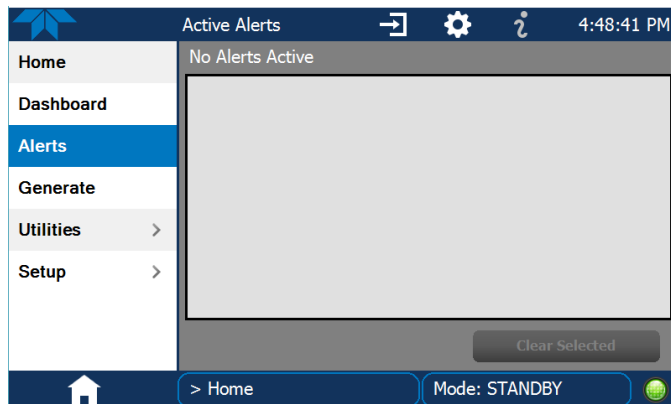 Active Alerts
4:48:41 PM
Home
No Alerts Active
Dashboard
Alerts
Generate
Utilities >
Setup >
Clear Selected
> Home
Mode: STANDBY